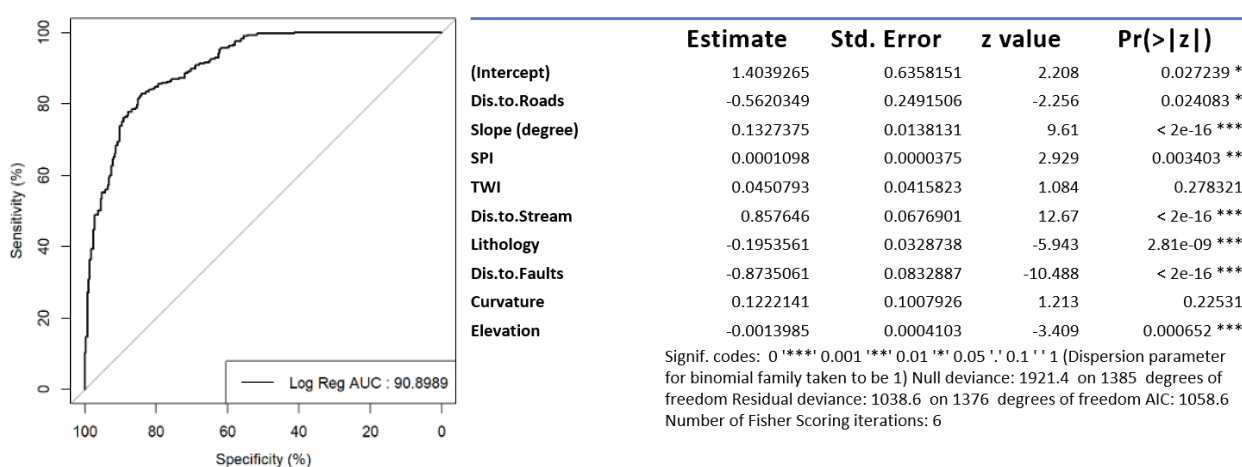 100
80
60
40
20
0
Sensitivity (%)
Log Reg AUC : 90.8989
100 80 60 40 20 0
Specificity (%)
Estimate Std. Error z value Pr(>|z|)
(Intercept) 1.4039265 0.6358151 2.208 0.027239 *
Dis.to.Roads -0.5620349 0.2491506 -2.256 0.024083 *
Slope (degree) 0.1327375 0.0138131 9.61 < 2e-16 ***
SPI 0.0001098 0.0000375 2.929 0.003403 **
TWI 0.0450793 0.0415823 1.084 0.278321
Dis.to.Stream 0.857646 0.0676901 12.67 < 2e-16 ***
Lithology -0.1953561 0.0328738 -5.943 2.81e-09 ***
Dis.to.Faults -0.8735061 0.0832887 -10.488 < 2e-16 ***
Curvature 0.1222141 0.1007926 1.213 0.22531
Elevation -0.0013985 0.0004103 -3.409 0.000652 ***
Signif. codes: 0 '***' 0.001 '**' 0.01 '*' 0.05 '.' 0.1 ' ' 1 (Dispersion parameter
for binomial family taken to be 1) Null deviance: 1921.4 on 1385 degrees of
freedom Residual deviance: 1038.6 on 1376 degrees of freedom AIC: 1058.6
Number of Fisher Scoring iterations: 6